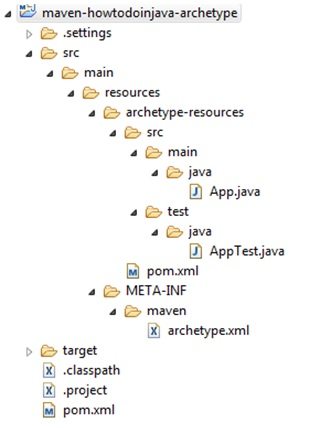 maven-howtodoinjava-archetype
.settings
src
main
resources
archetype-resources
src
main
java
App.java
test
java
AppTest.java
pom.xml
META-INF
maven
archetype.xml
target
.classpath
.project
pom.xml